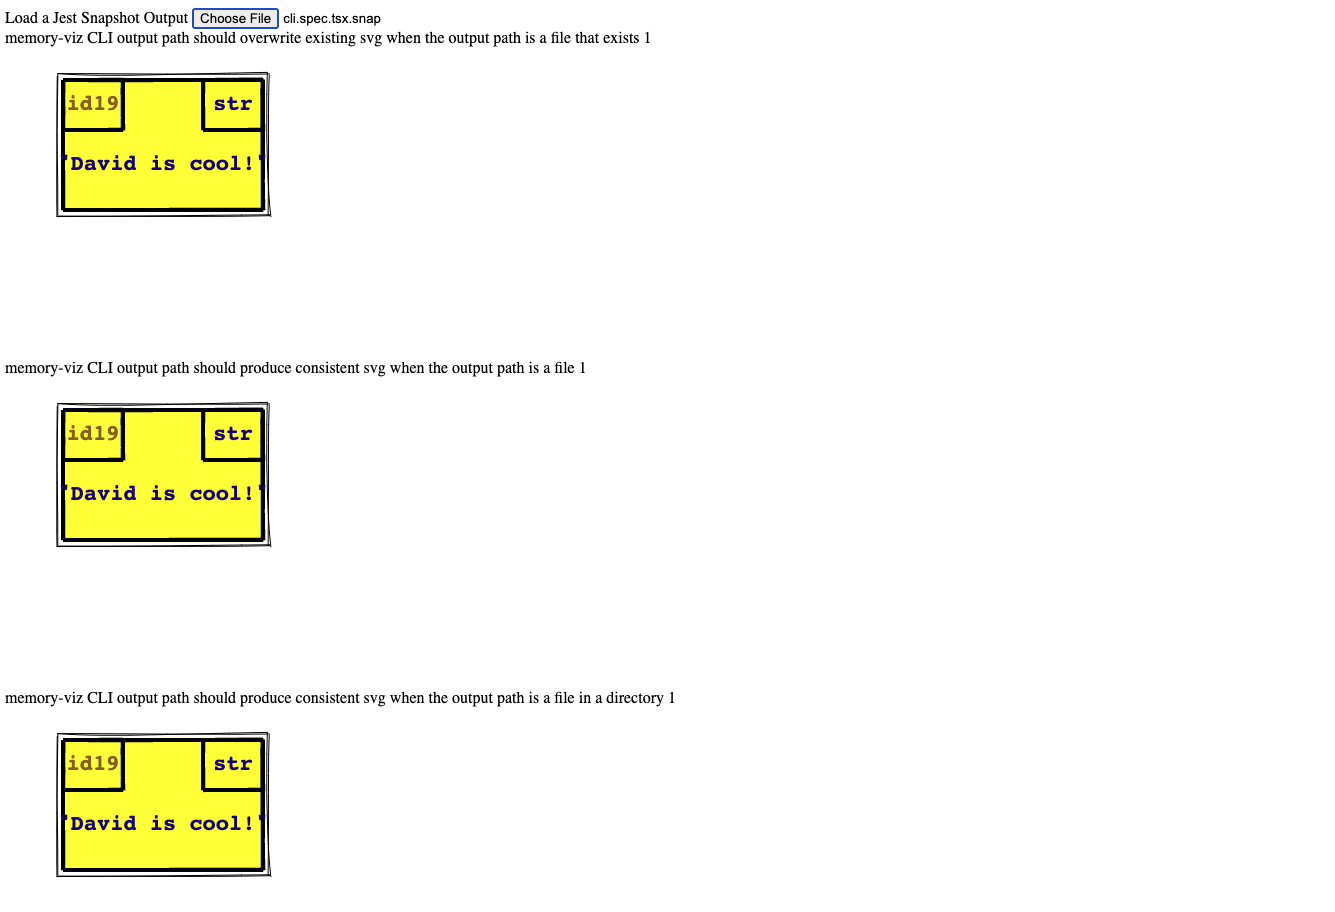 Load a Jest Snapshot Output Choose File cli.spec.tsx.snap
memory-viz CLI output path should overwrite existing svg when the output path is a file that exists 1
id19 str
"David is cool!"
memory-viz CLI output path should produce consistent svg when the output path is a file 1
id19 str
"David is cool!"
memory-viz CLI output path should produce consistent svg when the output path is a file in a directory 1
id19 str
"David is cool!"